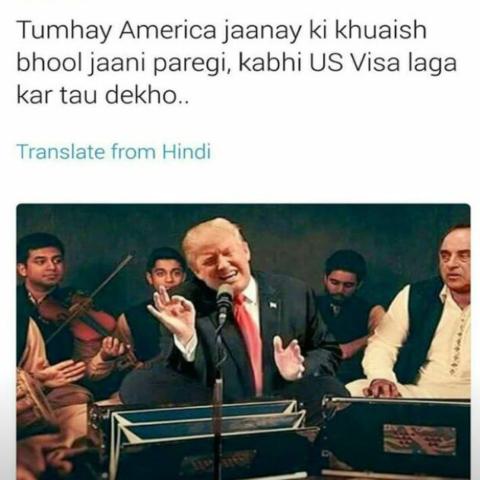 Tumhay America jaanay ki khuaish
bhool jaani paregi, kabhi US Visa laga
kar tau dekho..
Translate from Hindi